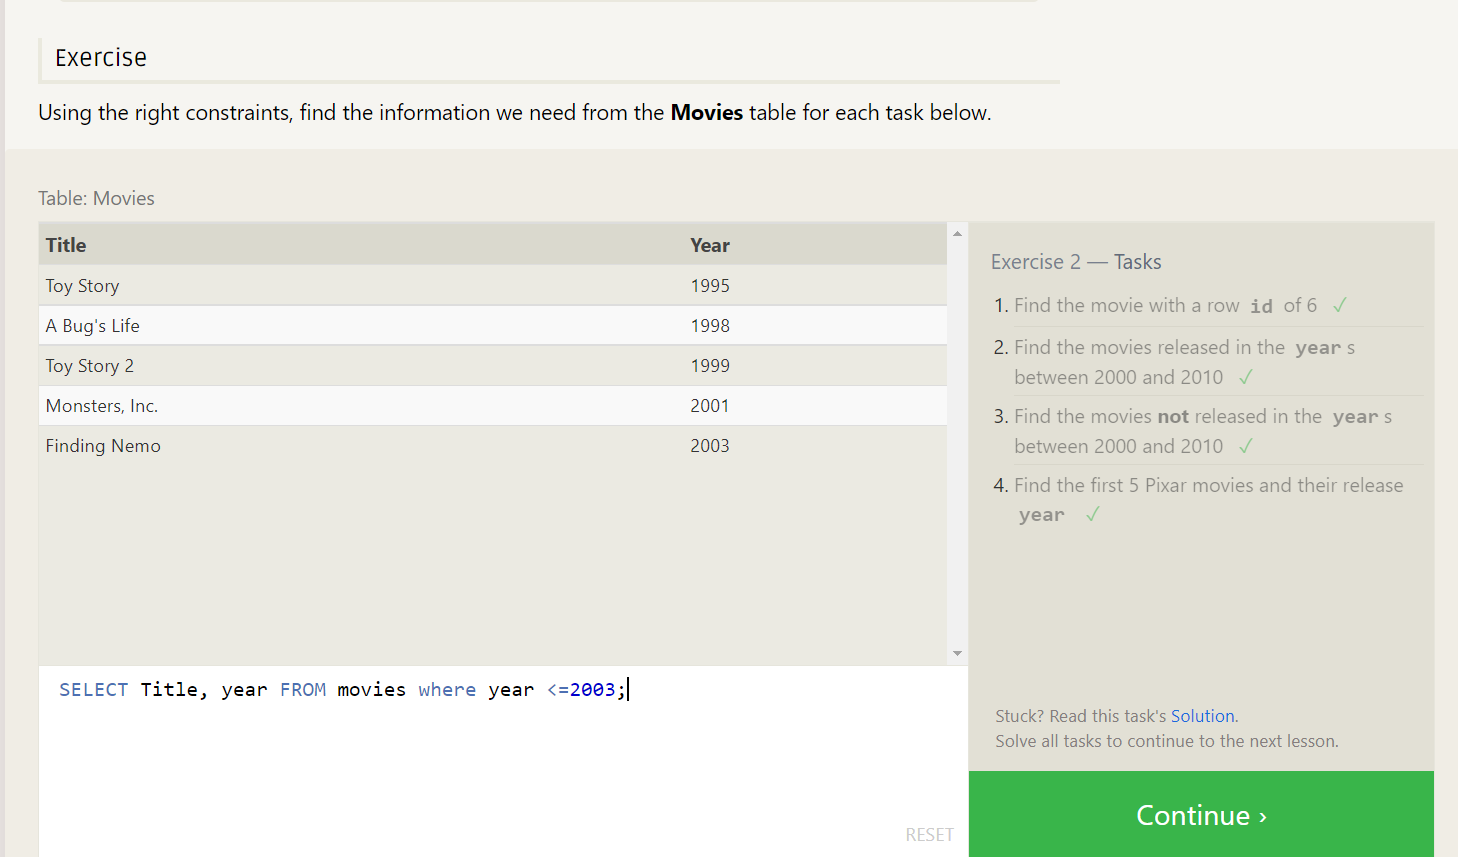 Exercise
Using the right constraints, find the information we need from the Movies table for each task below.
Table: Movies
Title Year
Toy Story 1995
A Bug's Life 1998
Toy Story 2 1999
Monsters, Inc. 2001
Finding Nemo 2003
SELECT Title, year FROM movies where year <=2003;
RESET
Exercise 2 — Tasks
1. Find the movie with a row id of 6 ✓
2. Find the movies released in the year s
between 2000 and 2010 ✓
3. Find the movies not released in the year s
between 2000 and 2010 ✓
4. Find the first 5 Pixar movies and their release
year ✓
Stuck? Read this task's Solution.
Solve all tasks to continue to the next lesson.
Continue ›